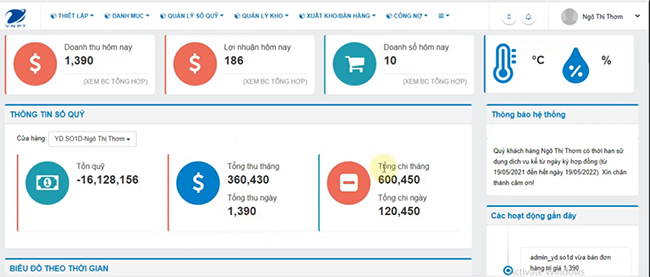 VNPT
THIẾT LẬP DANH MỤC QUẢN LÝ SỔ QUỸ QUẢN LÝ KHO XUẤT KHO/BÁN HÀNG CÔNG NỢ Ngô Thị Thơm
Doanh thu hôm nay
1,390
(XEM BC TỔNG HỢP)
Lợi nhuận hôm nay
186
(XEM BC TỔNG HỢP)
Doanh số hôm nay
10
(XEM BC TỔNG HỢP)
°C
%
THÔNG TIN SỔ QUỸ
Cửa hàng: YD.SO1D-Ngô Thị Thơm
Tồn quỹ
-16,128,156
Tổng thu tháng
360,430
Tổng thu ngày
1,390
Tổng chi tháng
600,450
Tổng chi ngày
120,450
BIỂU ĐỒ THEO THỜI GIAN
Thông báo hệ thống
Quý khách hàng Ngô Thị Thơm có thời hạn sử
dụng dịch vụ kể từ ngày ký hợp đồng (từ
19/05/2021 đến hết ngày 19/05/2022). Xin chân
thành cảm ơn!
Các hoạt động gần đây
admin_yd.so1d vừa bán đơn
hàng trị giá 1,390
Activate Windows